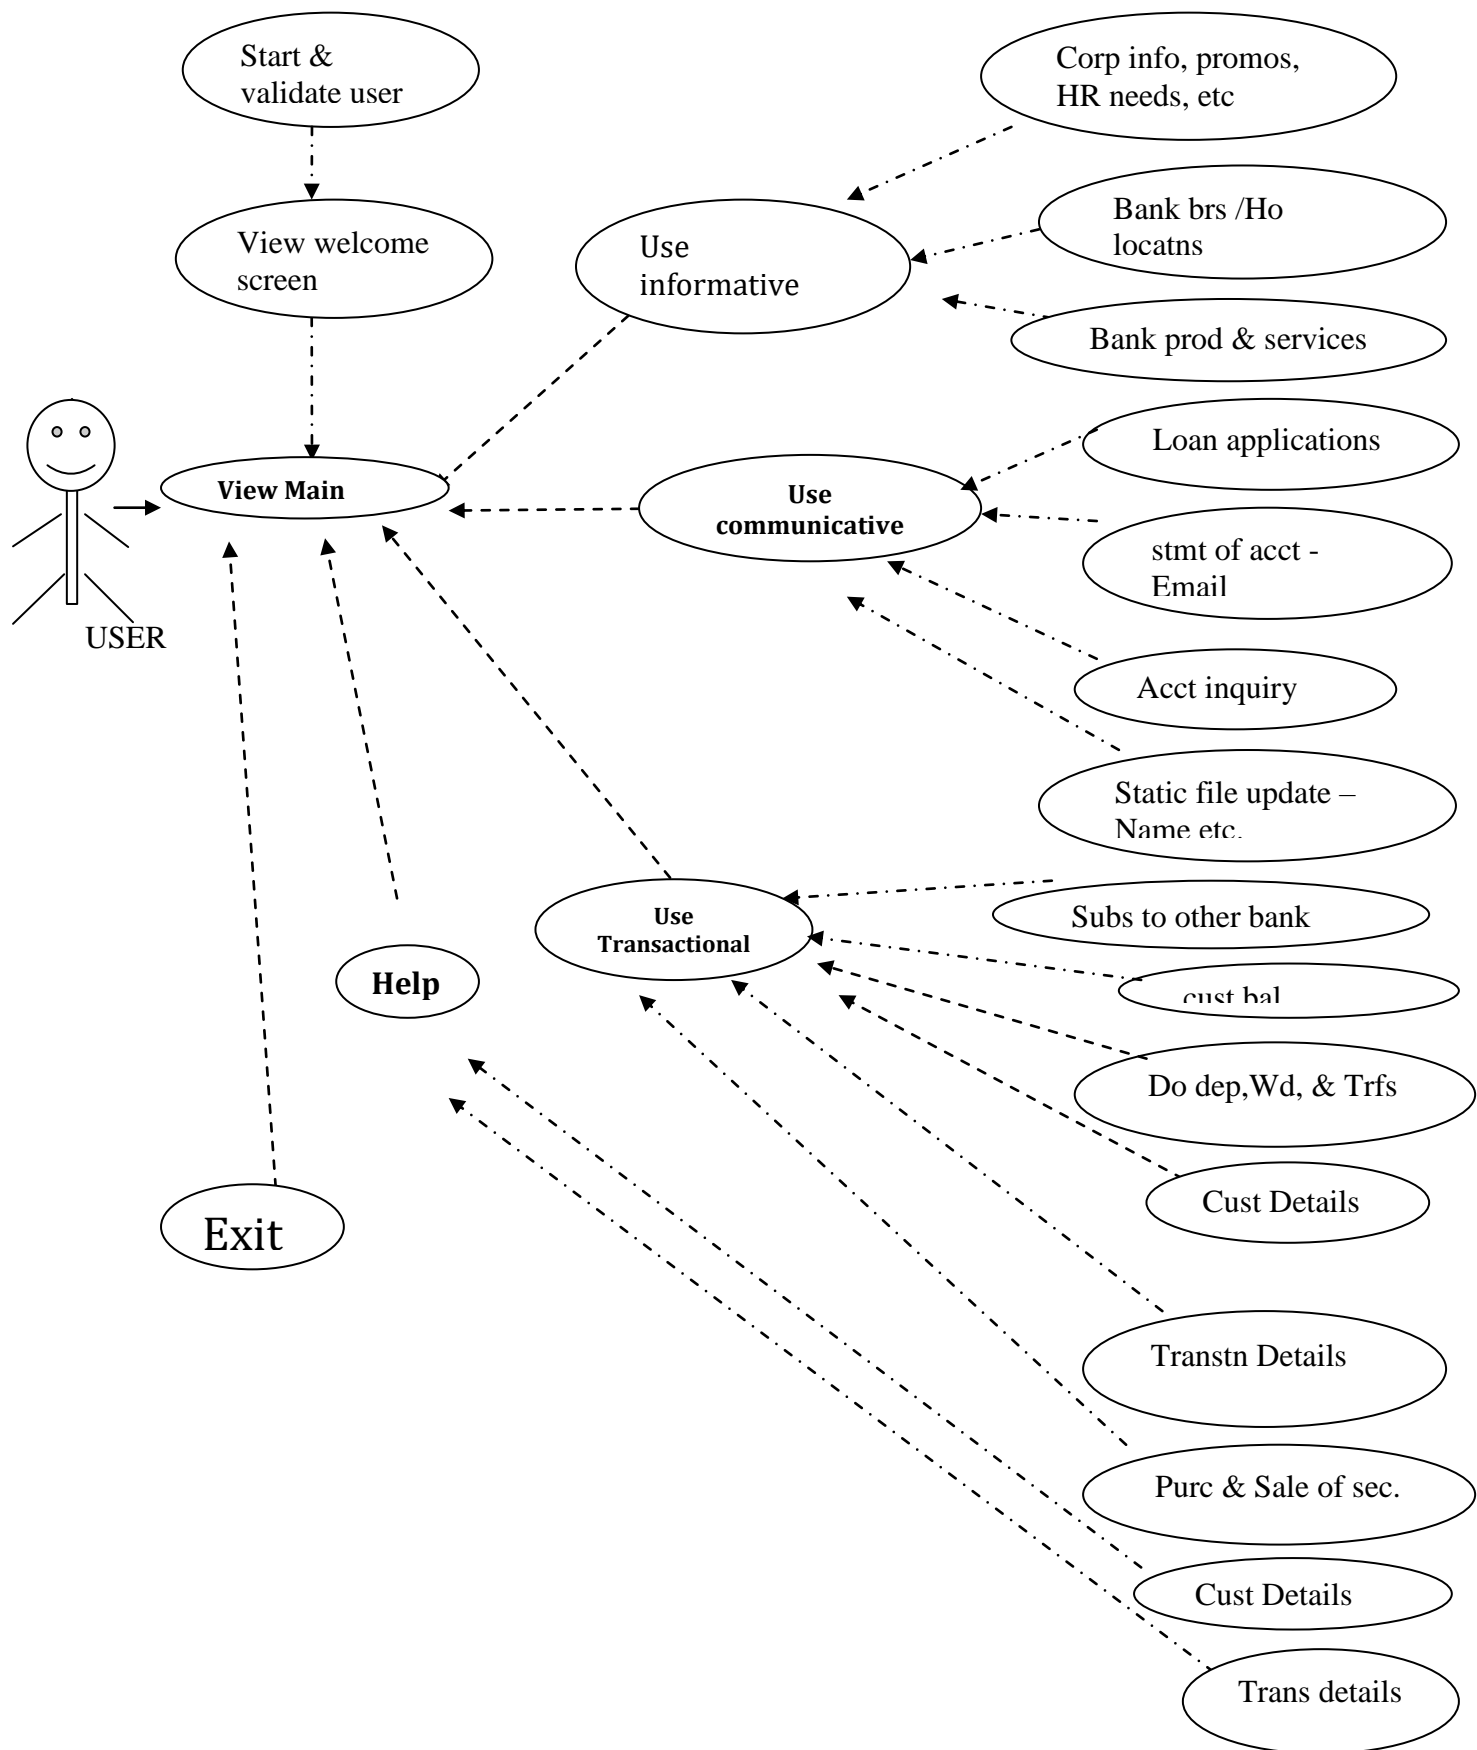 Start &
validate user
Corp info, promos,
HR needs, etc
View welcome
screen
Use
informative
Bank brs /Ho
locatns
Bank prod & services
Loan applications
View Main
Use
communicative
stmt of acct -
Email
USER
Acct inquiry
Static file update –
Name etc.
Use
Transactional
Subs to other bank
Help
cust bal
Do dep,Wd, & Trfs
Cust Details
Exit
Transtn Details
Purc & Sale of sec.
Cust Details
Trans details